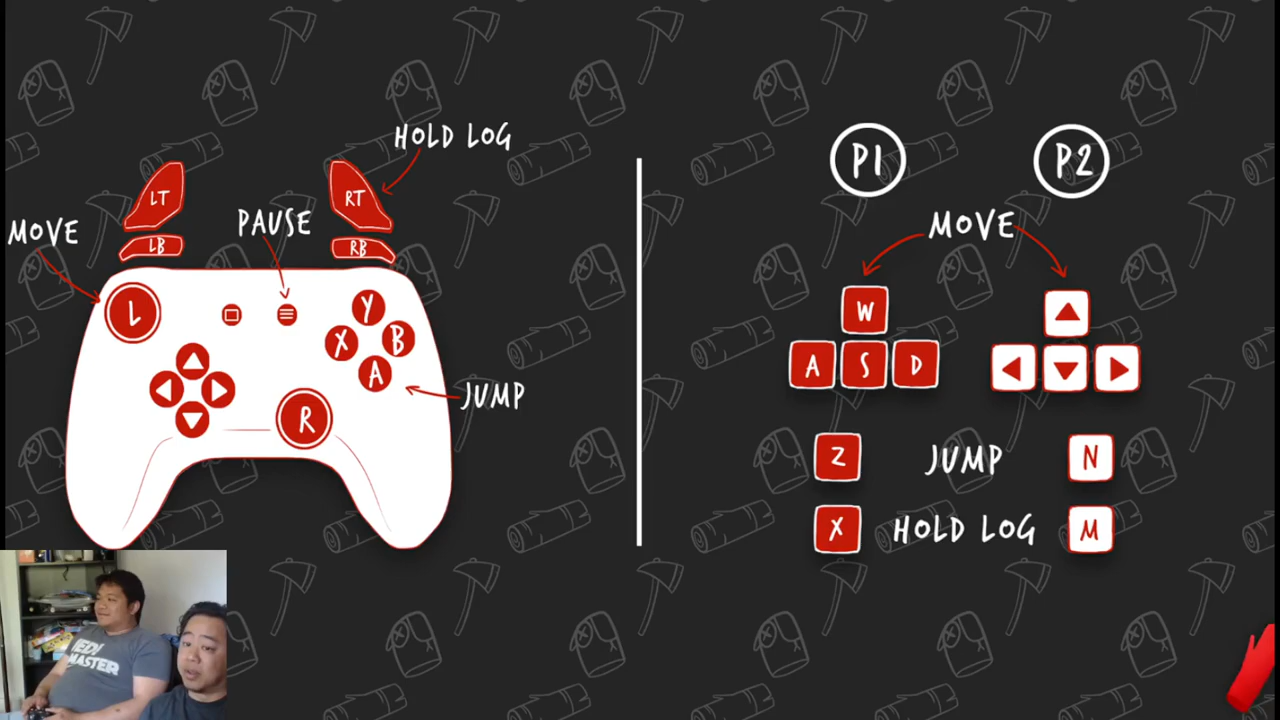 HOLD LOG
LT
RT
MOVE
PAUSE
LB
RB
L
Y
X
B
A
JUMP
R
P1
P2
MOVE
W
A S D
Z JUMP N
X HOLD LOG M
JEDI
MASTER